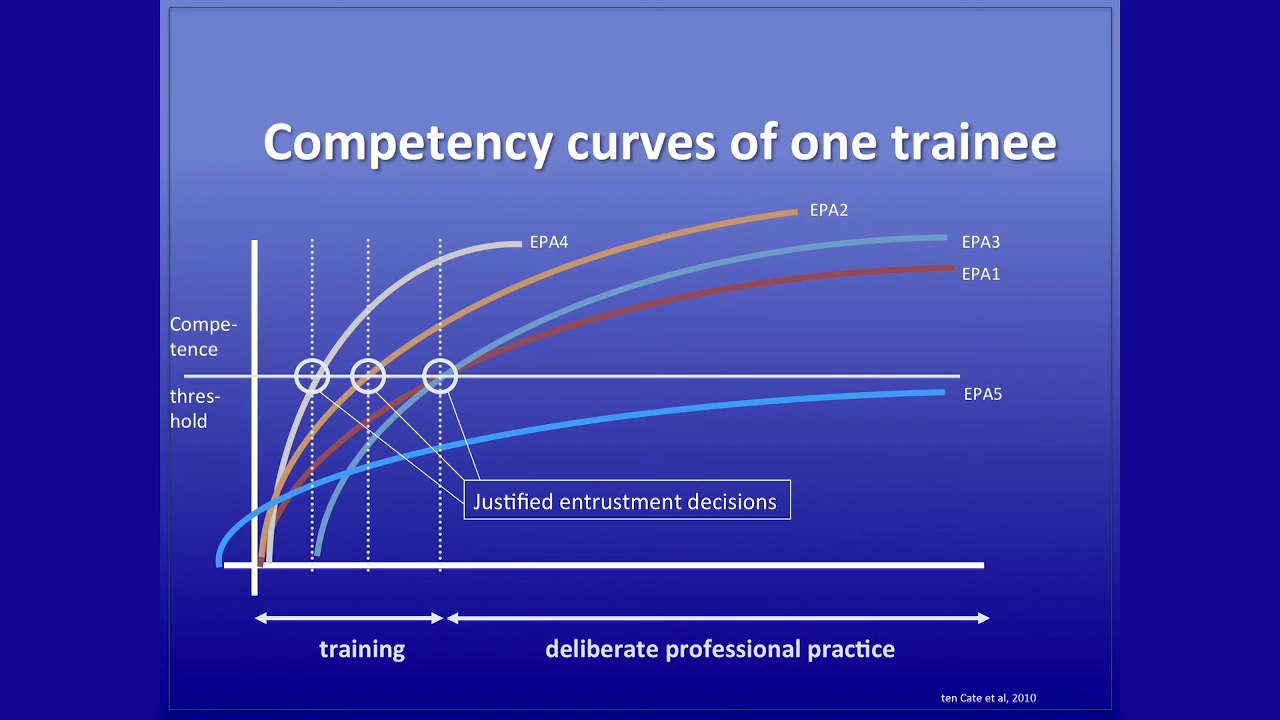 Competency curves of one trainee
EPA2
EPA4
EPA3
EPA1
Compe-
tence
thres-
hold
EPA5
Justified entrustment decisions
training
deliberate professional practice
ten Cate et al, 2010